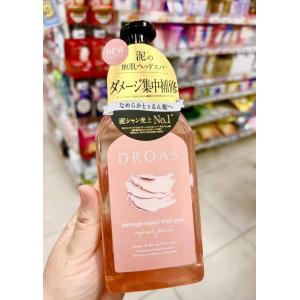 NEW
泥の
地肌ヘッドスパ
ダメージ集中補修
なめらかとぅるん髪へ
泥シャン売上No.1
DROAS
damage repair shampoo
refresh floral